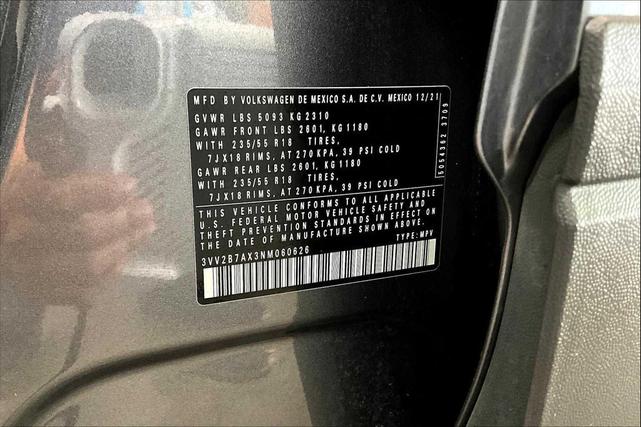 MFD BY VOLKSWAGEN DE MEXICO S.A. DE C.V. MEXICO 12/21
GVWR LBS 5093 KG 2310
GAWR FRONT LBS 2601, KG 1180
WITH 235/55 R18 TIRES,
7JX18 RIMS, AT 270 KPA, 39 PSI COLD
GAWR REAR LBS 2601, KG 1180
WITH 235/55 R18 TIRES,
7JX18 RIMS, AT 270 KPA, 39 PSI COLD
5054362 3709
THIS VEHICLE CONFORMS TO ALL APPLICABLE
U.S. FEDERAL MOTOR VEHICLE SAFETY AND
THEFT PREVENTION STANDARDS IN EFFECT ON
THE DATE OF MANUFACTURE SHOWN ABOVE.
3VV2B7AX3NM060626 TYPE: MPV